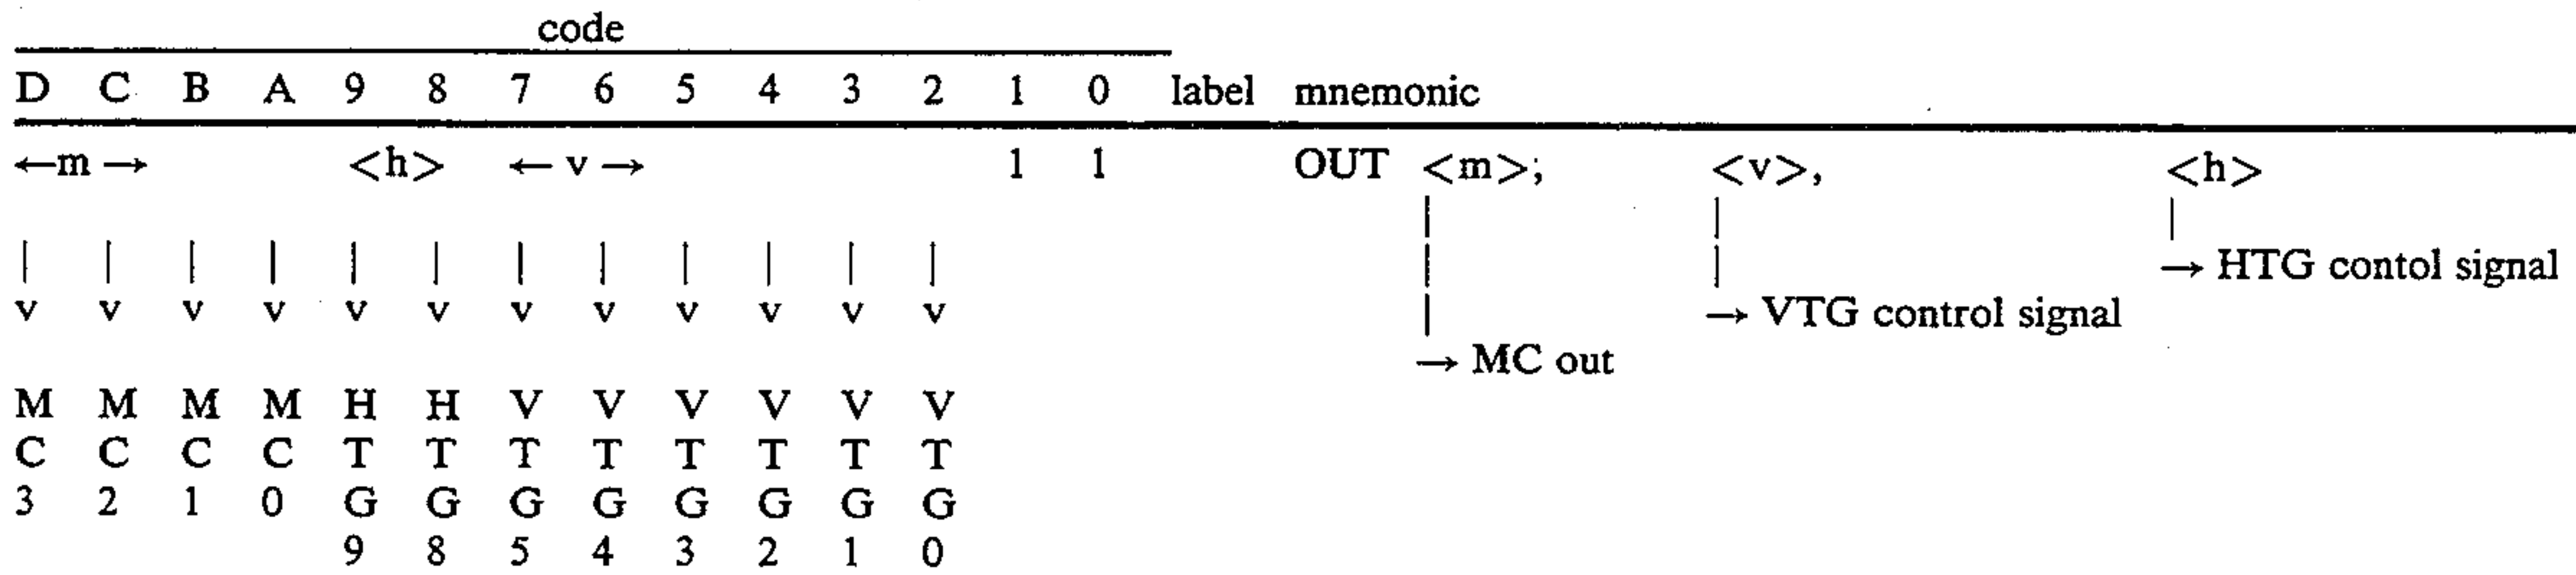 code
D C B A 9 8 7 6 5 4 3 2 1 0 label mnemonic
←m→ <h> ←v→ 1 1 OUT <m>; <v>, <h>
→ HTG contol signal
v v v v v v v v v v v v → VTG control signal
→ MC out
M M M M H H V V V V V V
C C C C T T T T T T T T
3 2 1 0 G G G G G G G G
9 8 5 4 3 2 1 0